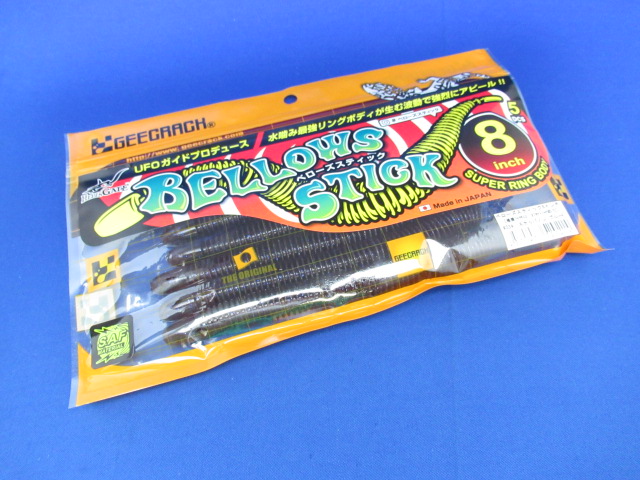 GEECRACK®
http://www.geecrack.com
水噛み最強リングボディが生む波動で強烈にアピール!!
UFOガイドプロデュース
BELLOWS
STICK
ベローズスティック
8
inch
SUPER RING BODY
5
PCS
Made in JAPAN
THE ORIGINAL
GEECRACK
SAF
MATERIAL